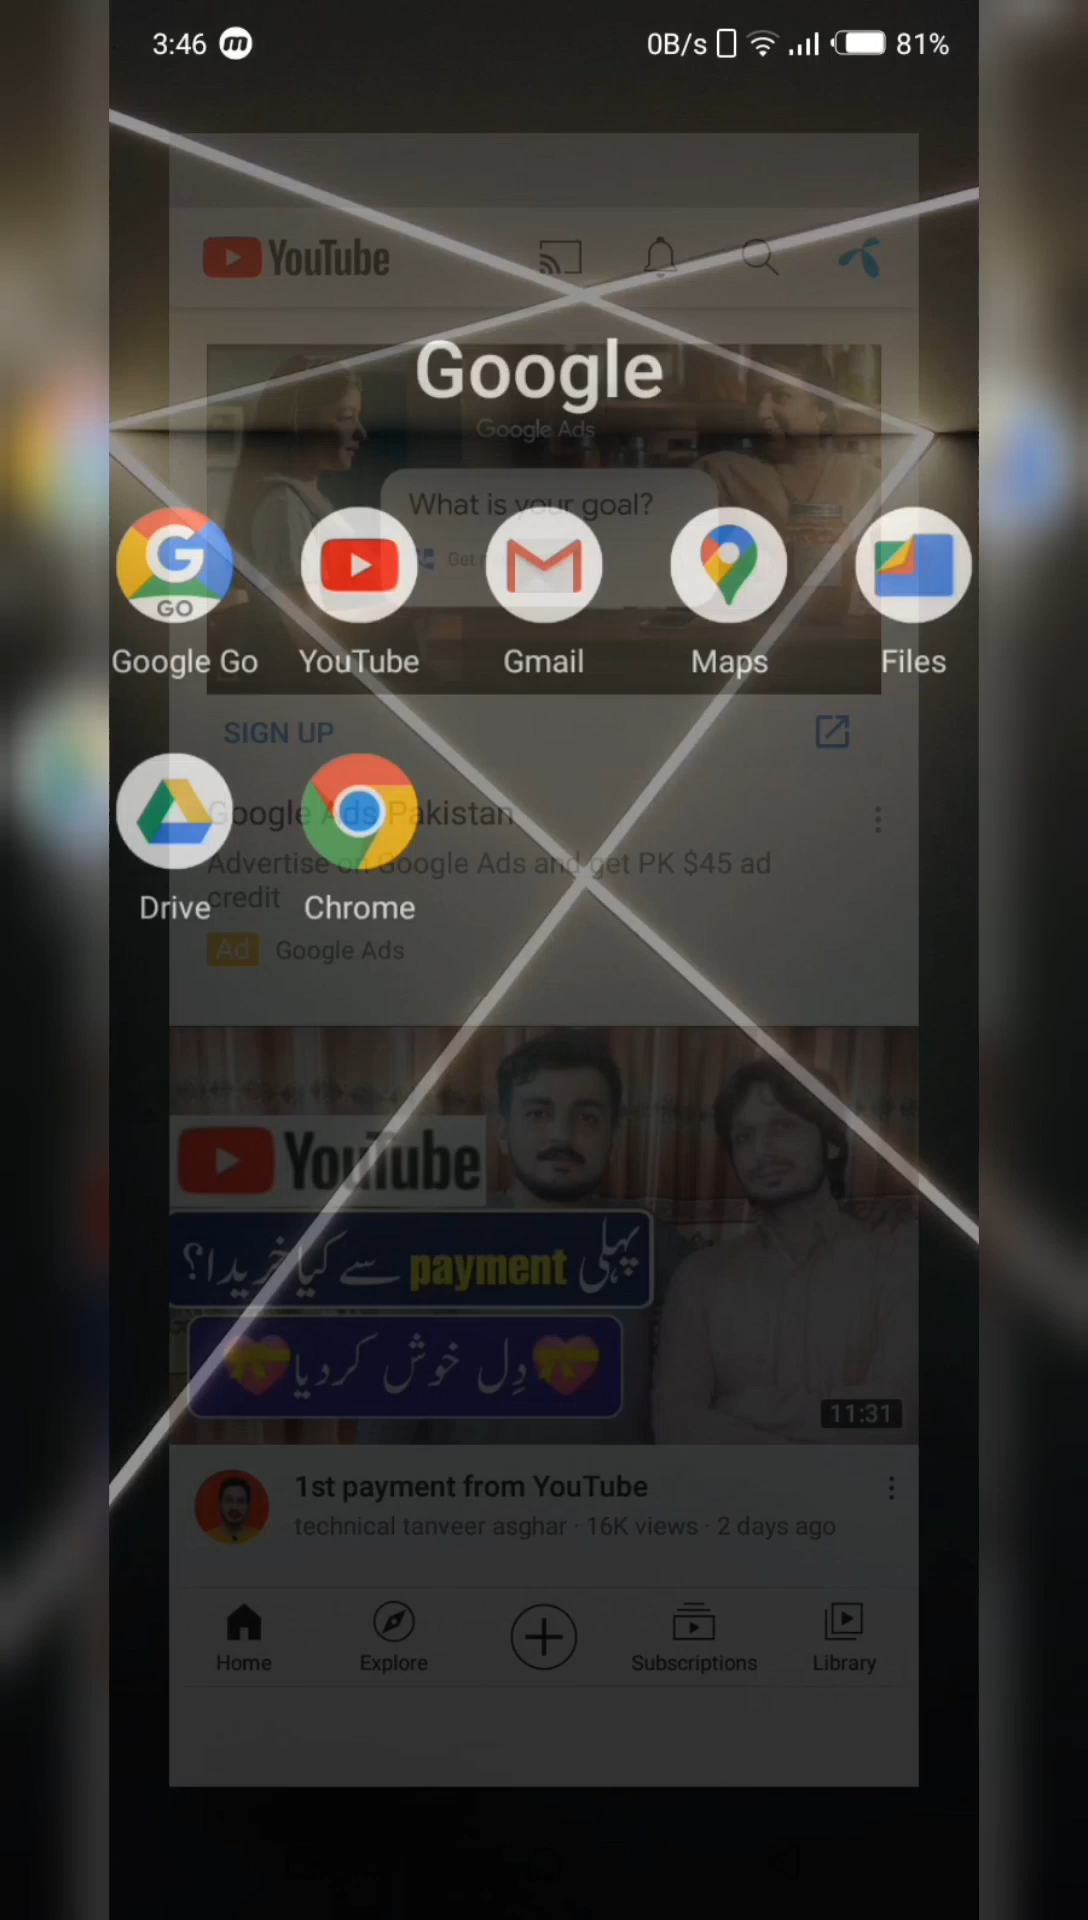 3:46
0B/s 81%
YouTube
Google
Google Ads
What is your goal?
Get
GO
Google Go YouTube Gmail Maps Files
SIGN UP
Google Ads Pakistan
Advertise on Google Ads and get PK $45 ad
credit
Drive Chrome
Ad Google Ads
YouTube
پہلی payment سے کیا خریدا؟
دِل خوش کردیا
11:31
1st payment from YouTube
technical tanveer asghar · 16K views · 2 days ago
Home Explore Subscriptions Library